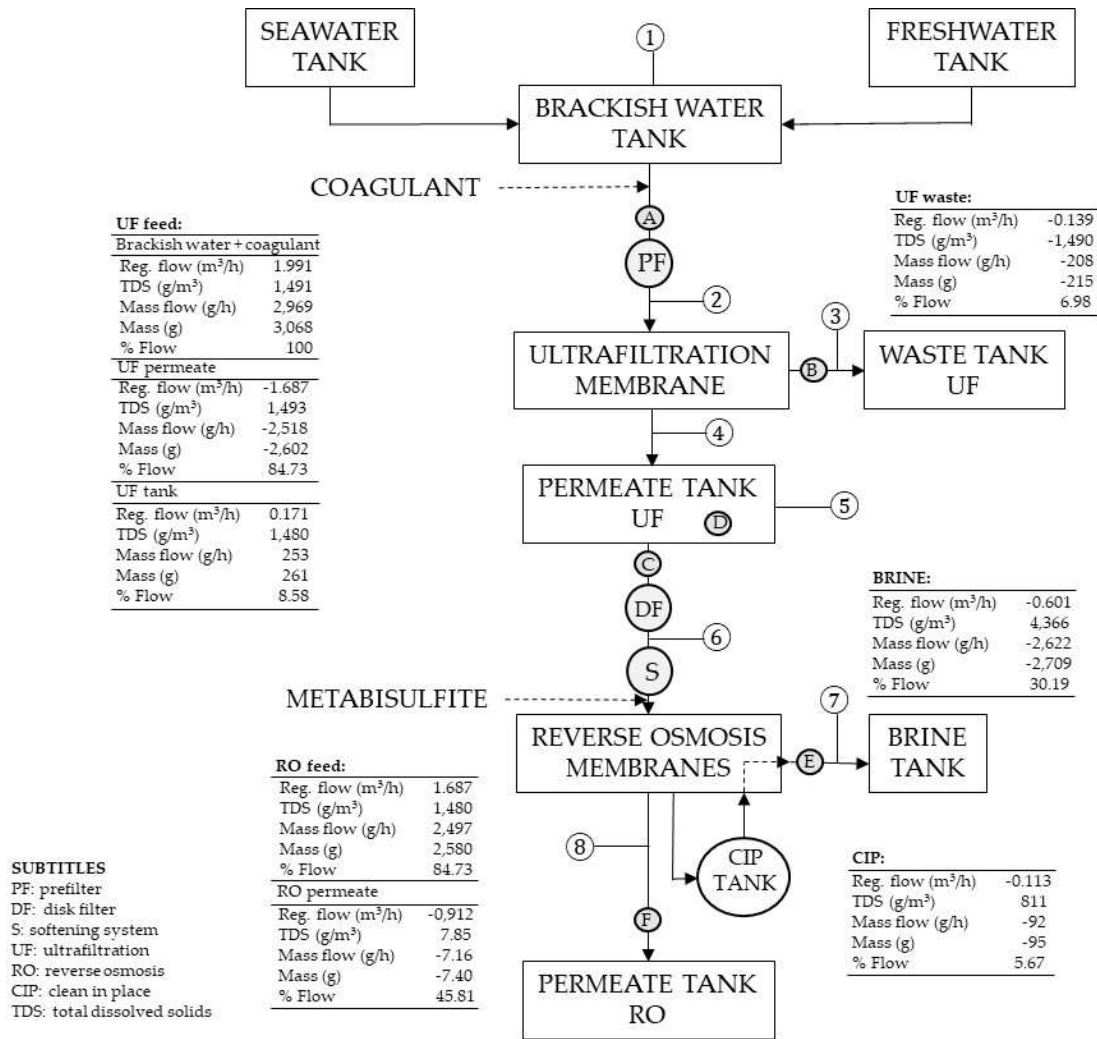 SEAWATER
TANK
1
FRESHWATER
TANK
BRACKISH WATER
TANK
COAGULANT
A
PF
2
UF feed:
Brackish water + coagulant
Reg. flow (m³/h) 1.991
TDS (g/m³) 1,491
Mass flow (g/h) 2,969
Mass (g) 3,068
% Flow 100
UF permeate
Reg. flow (m³/h) -1.687
TDS (g/m³) 1,493
Mass flow (g/h) -2,518
Mass (g) -2,602
% Flow 84.73
UF tank
Reg. flow (m³/h) 0.171
TDS (g/m³) 1,480
Mass flow (g/h) 253
Mass (g) 261
% Flow 8.58
UF waste:
Reg. flow (m³/h) -0.139
TDS (g/m³) -1,490
Mass flow (g/h) -208
Mass (g) -215
% Flow 6.98
ULTRAFILTRATION
MEMBRANE
B
3
WASTE TANK
UF
4
PERMEATE TANK
UF
D
5
C
DF
6
S
METABISULFITE
BRINE:
Reg. flow (m³/h) -0.601
TDS (g/m³) 4,366
Mass flow (g/h) -2,622
Mass (g) -2,709
% Flow 30.19
REVERSE OSMOSIS
MEMBRANES
E
7
BRINE
TANK
RO feed:
Reg. flow (m³/h) 1.687
TDS (g/m³) 1,480
Mass flow (g/h) 2,497
Mass (g) 2,580
% Flow 84.73
RO permeate
Reg. flow (m³/h) -0,912
TDS (g/m³) 7.85
Mass flow (g/h) -7.16
Mass (g) -7.40
% Flow 45.81
8
CIP
TANK
F
CIP:
Reg. flow (m³/h) -0.113
TDS (g/m³) 811
Mass flow (g/h) -92
Mass (g) -95
% Flow 5.67
PERMEATE TANK
RO
SUBTITLES
PF: prefilter
DF: disk filter
S: softening system
UF: ultrafiltration
RO: reverse osmosis
CIP: clean in place
TDS: total dissolved solids